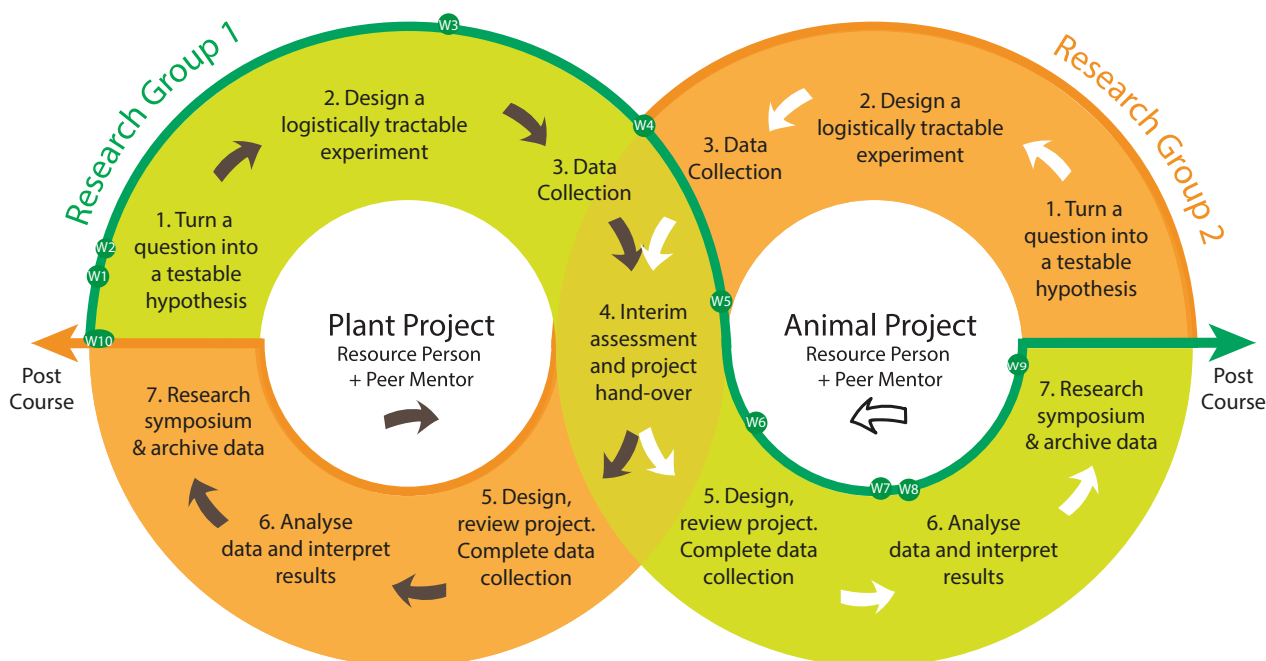 Research Group 1
Research Group 2
W3
W4
W2
W1
W10
W5
W6
W7
W8
W9
2. Design a
logistically tractable
experiment
3. Data
Collection
1. Turn a
question into
a testable
hypothesis
2. Design a
logistically tractable
experiment
3. Data
Collection
1. Turn a
question into
a testable
hypothesis
Plant Project
Resource Person
+ Peer Mentor
4. Interim
assessment
and project
hand-over
Animal Project
Resource Person
+ Peer Mentor
Post
Course
Post
Course
7. Research
symposium
& archive data
6. Analyse
data and interpret
results
5. Design,
review project.
Complete data
collection
5. Design,
review project.
Complete data
collection
6. Analyse
data and interpret
results
7. Research
symposium
& archive data